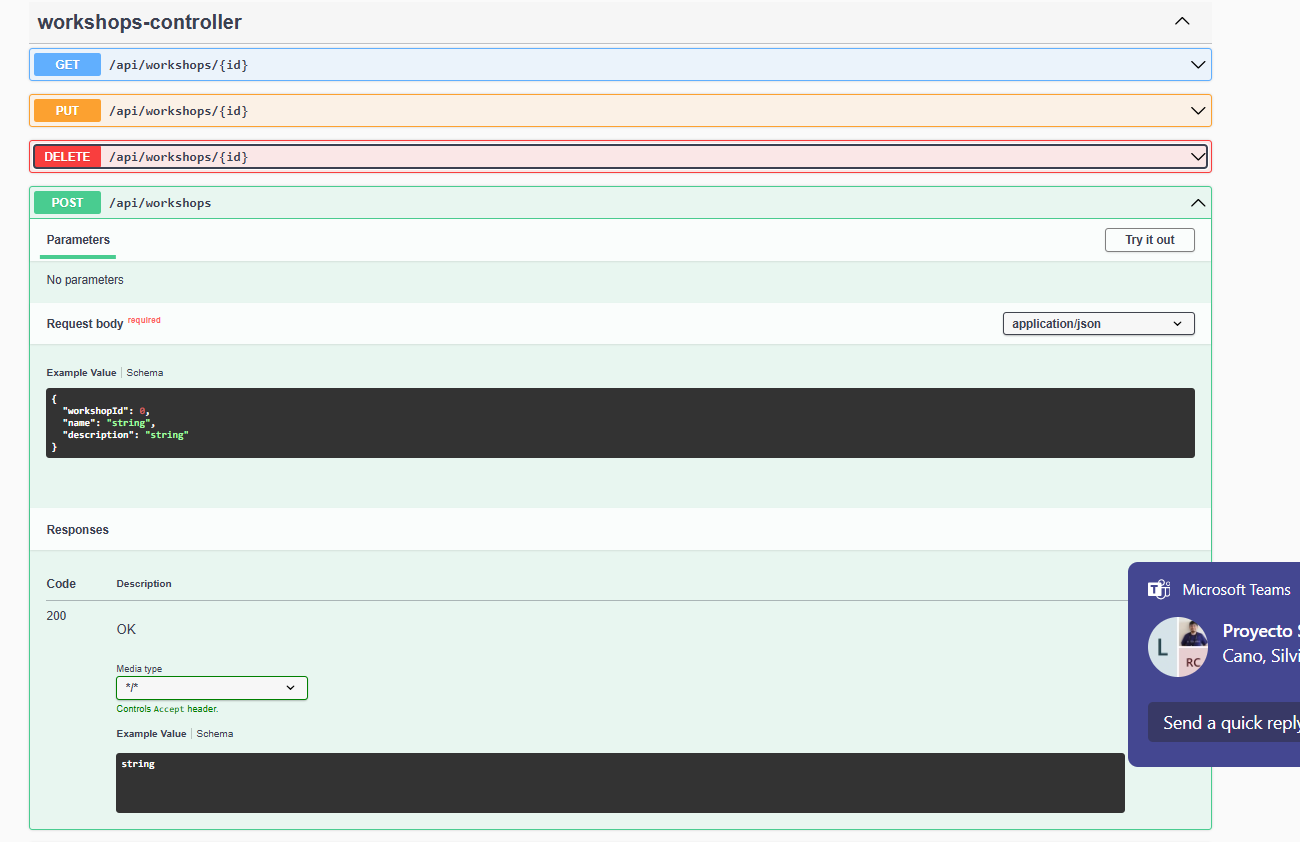 workshops-controller
GET /api/workshops/{id}
PUT /api/workshops/{id}
DELETE /api/workshops/{id}
POST /api/workshops
Parameters
Try it out
No parameters
Request body required
application/json
Example Value Schema
{
"workshopId": 0,
"name": "string",
"description": "string"
}
Responses
Code Description
200
OK
Media type
*/*
Controls Accept header.
Example Value Schema
string
Microsoft Teams
L
RC
Proyecto
Cano, Silvi
Send a quick reply